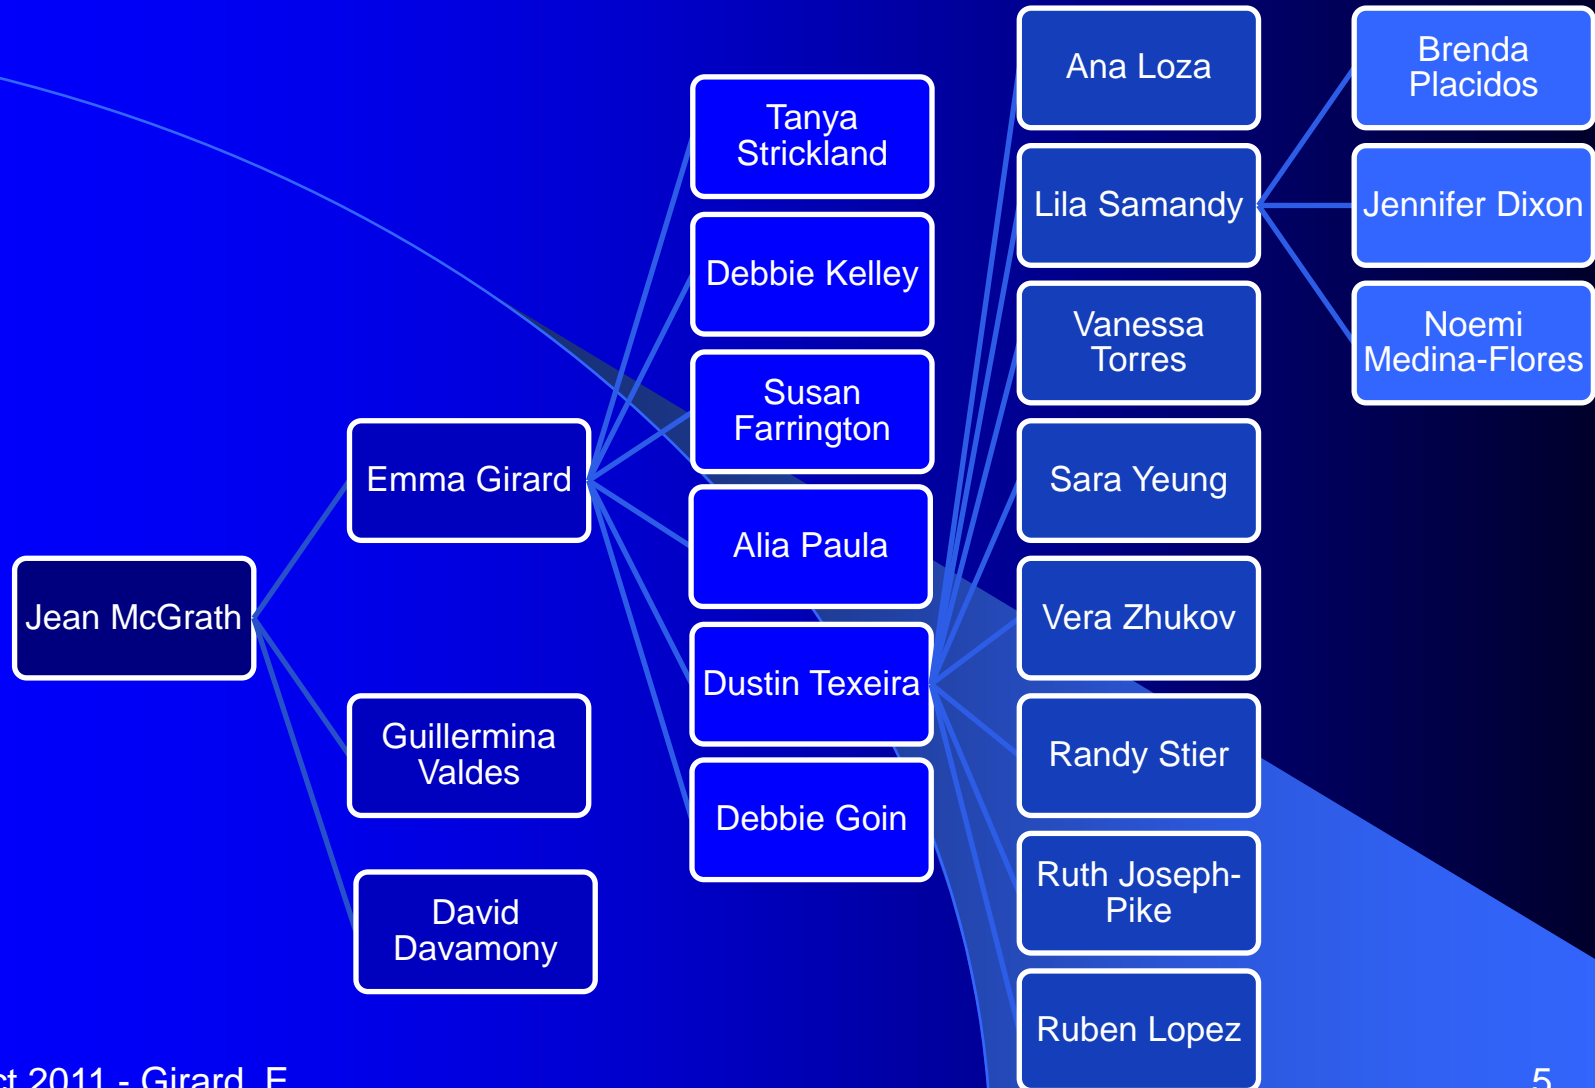 Jean McGrath
Emma Girard
Guillermina
Valdes
David
Davamony
Tanya
Strickland
Debbie Kelley
Susan
Farrington
Alia Paula
Dustin Texeira
Debbie Goin
Ana Loza
Lila Samandy
Vanessa
Torres
Sara Yeung
Vera Zhukov
Randy Stier
Ruth Joseph-
Pike
Ruben Lopez
Brenda
Placidos
Jennifer Dixon
Noemi
Medina-Flores
ct 2011 - Girard, E
5